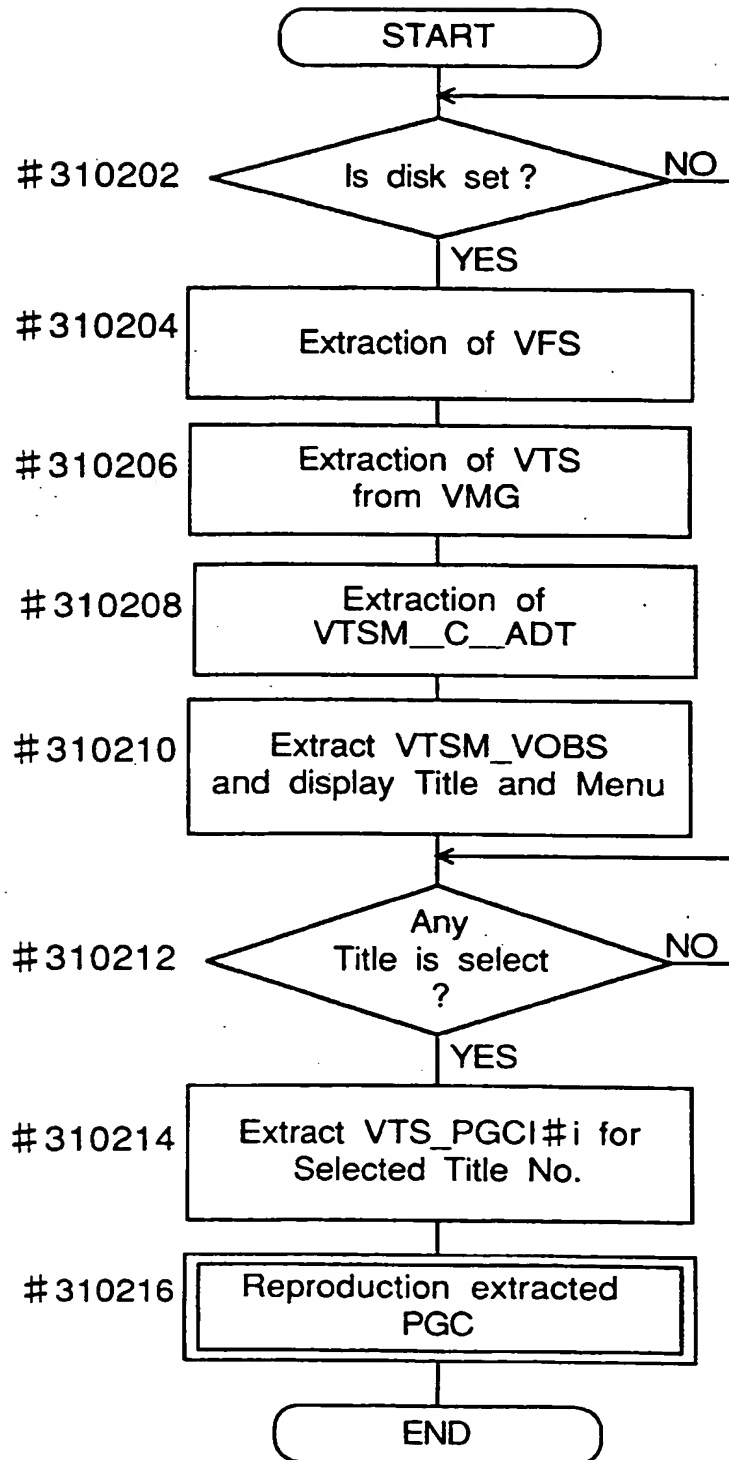 START
#310202
Is disk set ?
NO
YES
#310204
Extraction of VFS
#310206
Extraction of VTS
from VMG
#310208
Extraction of
VTSM__C__ADT
#310210
Extract VTSM_VOBS
and display Title and Menu
#310212
Any
Title is select
?
NO
YES
#310214
Extract VTS_PGCI#i for
Selected Title No.
#310216
Reproduction extracted
PGC
END